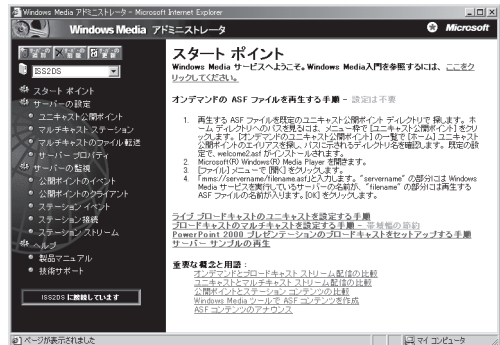 Windows Media アドミニストレータ - Microsoft Internet Explorer
Windows Media アドミニストレータ
Microsoft
ISS2DS
スタート ポイント
サーバーの設定
ユニキャスト公開ポイント
マルチキャスト ステーション
マルチキャストのファイル転送
サーバー プロパティ
サーバーの監視
公開ポイントのイベント
公開ポイントのクライアント
ステーション イベント
ステーション接続
ステーション ストリーム
ヘルプ
製品マニュアル
技術サポート
ISS2DS に接続しています
スタート ポイント
Windows Media サービスへようこそ。Windows Media入門を参照するには、ここをク
リックしてください。
オンデマンドの ASF ファイルを再生する手順 - 設定は不要
1. 再生する ASF ファイルを既定のユニキャスト公開ポイント ディレクトリで 探します。ホ
ーム ディレクトリへのパスを見るには、メニュー枠で [ユニキャスト公開ポイント] をクリ
ックします。[オンデマンドのユニキャスト公開ポイント] の一覧で [ホーム] ユニキャスト
公開ポイントのエイリアスを探し、パスに示されるディレクトリ名を確認します。既定の設
定で、welcome2.asf がインストールされます。
2. Microsoft(R) Windows(R) Media Player を開きます。
3. [ファイル] メニューで [開く] をクリックします。
4. 「mms://servername/filename.asf」と入力します。"servername" の部分には Windows
Media サービスを実行しているサーバーの名前が、"filename" の部分には再生する
ASF ファイルの名前が入ります。[OK] をクリックします。
ライブ ブロードキャストのユニキャストを設定する手順
ブロードキャストのマルチキャストを設定する手順 - 帯域幅の節約
PowerPoint 2000 プレゼンテーションのブロードキャストをセットアップする手順
サーバー サンプルの再生
重要な概念と用語:
オンデマンドとブロードキャスト ストリーム配信の比較
ユニキャストとマルチキャスト ストリーム配信の比較
公開ポイントとステーション コンテンツの比較
Windows Media ツールで ASF コンテンツを作成
ASF コンテンツのアナウンス
ページが表示されました
マイ コンピュータ